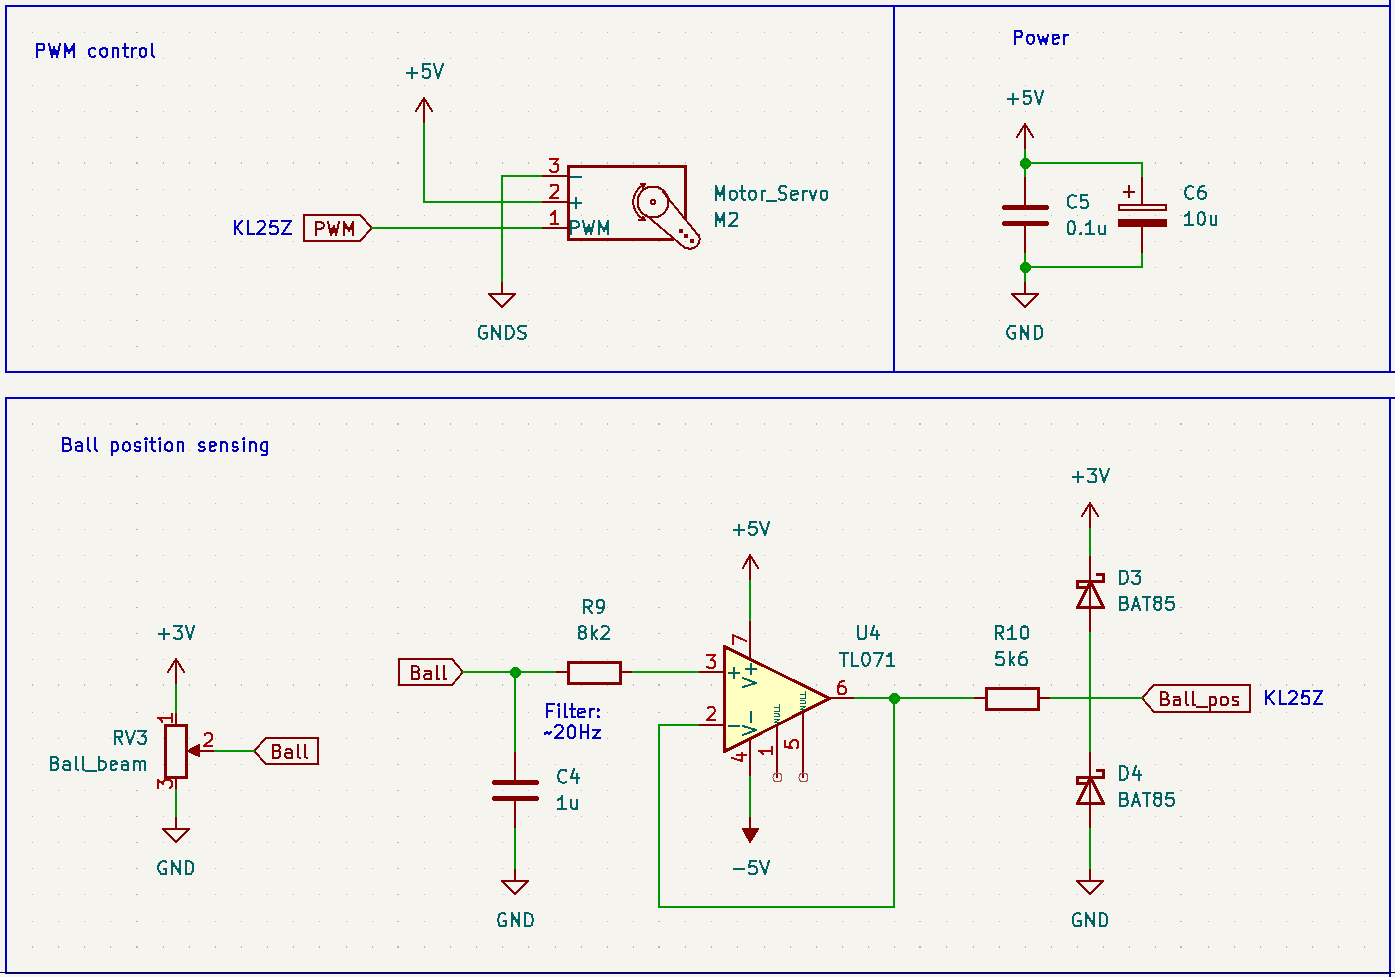 PWM control
+5V
3
−
2
+
1
PWM
KL25Z
PWM
Motor_Servo
M2
GNDS
Power
+5V
+
C5
0.1u
C6
10u
GND
Ball position sensing
+3V
1
RV3
Ball_beam
2
Ball
3
GND
Ball
R9
8k2
Filter:
~20Hz
C4
1u
GND
+5V
7
3
+
V+
2
−
V−
4
NULL
1
NULL
5
6
U4
TL071
-5V
R10
5k6
+3V
D3
BAT85
Ball_pos
KL25Z
D4
BAT85
GND